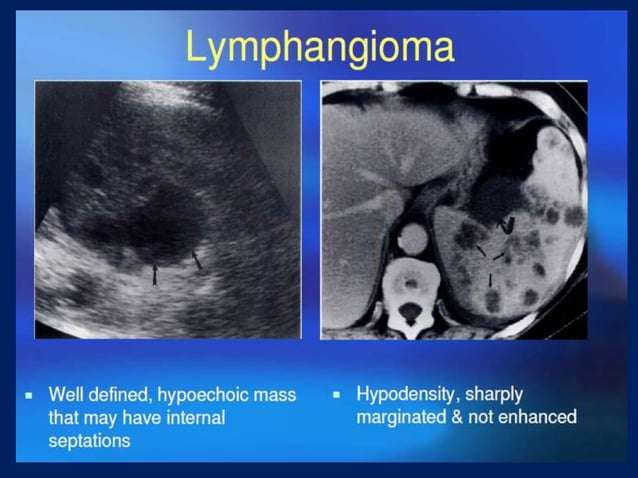 Lymphangioma
▪ Well defined, hypoechoic mass
that may have internal
septations
▪ Hypodensity, sharply
marginated & not enhanced